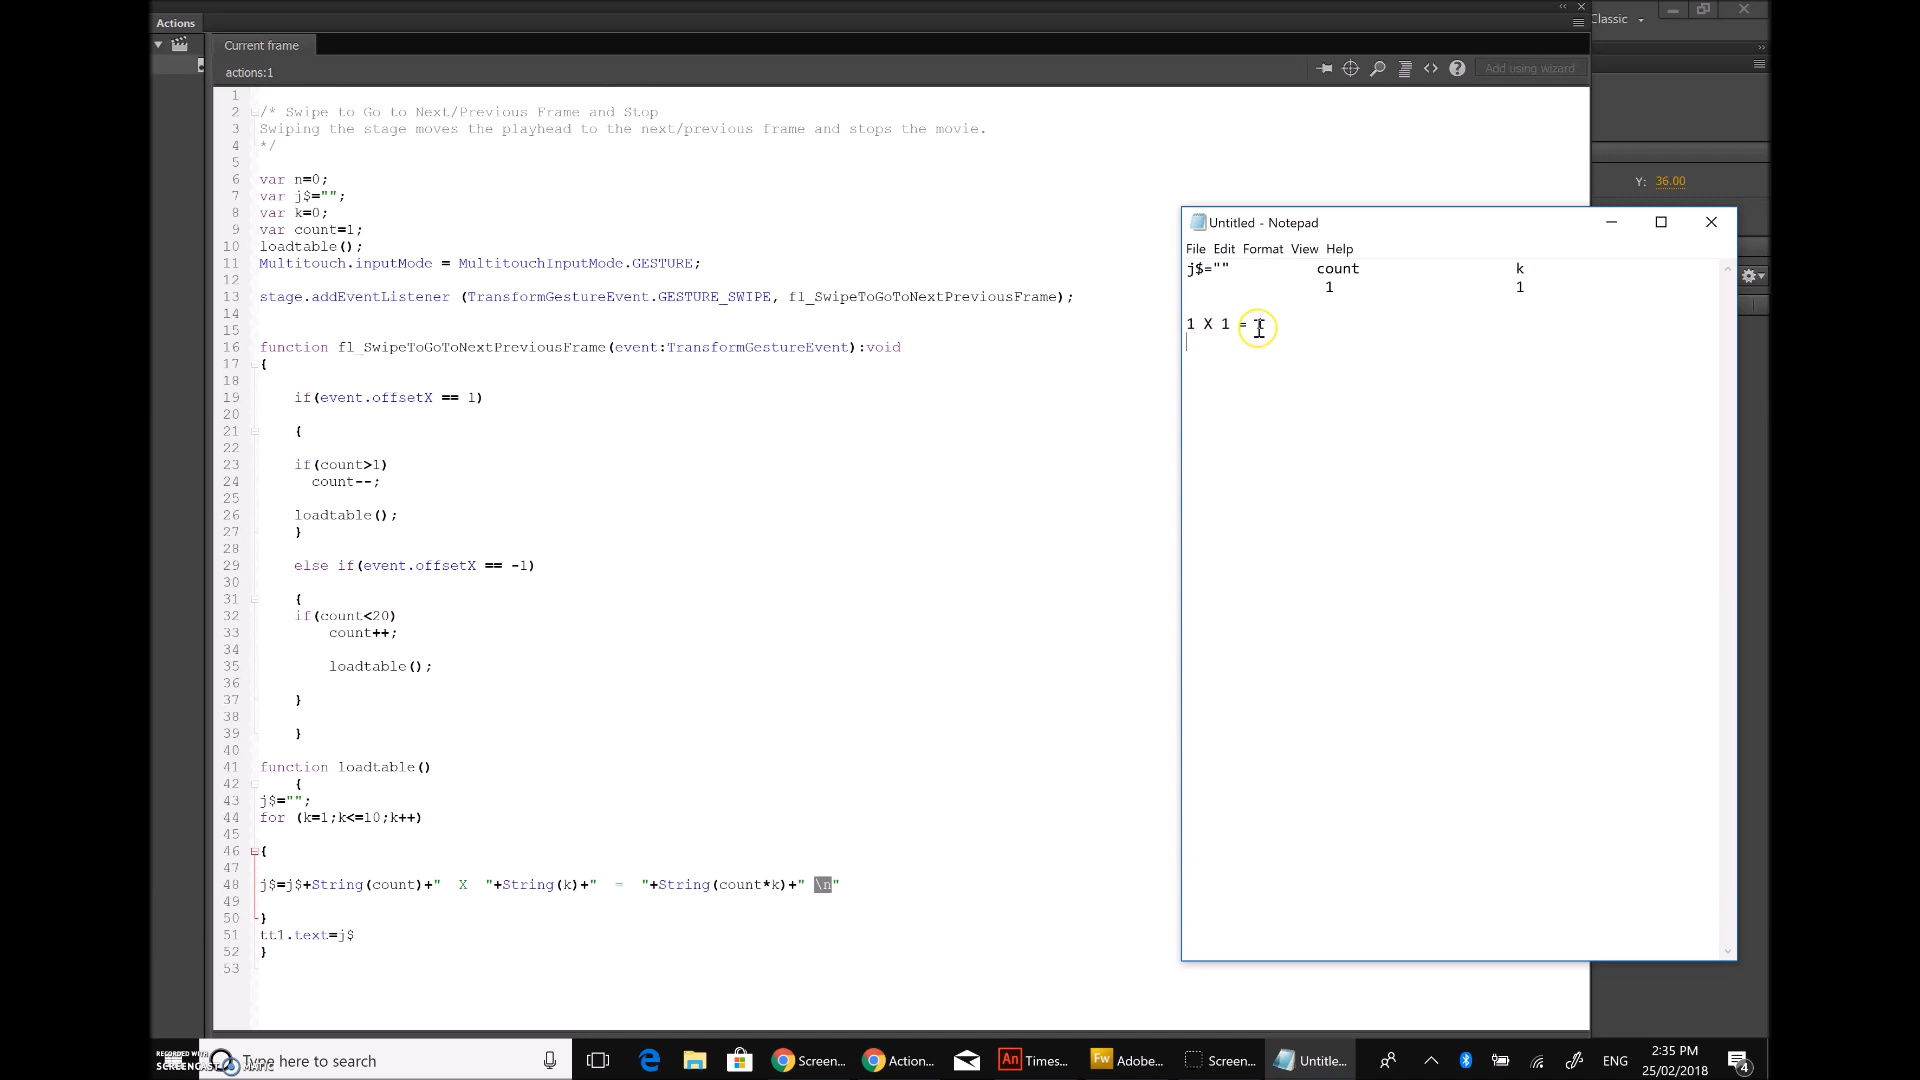 Actions
Classic
Current frame
actions:1
Add using wizard
1
2 /* Swipe to Go to Next/Previous Frame and Stop
3 Swiping the stage moves the playhead to the next/previous frame and stops the movie.
4 */
5
6 var n=0;
7 var j$="";
8 var k=0;
9 var count=1;
10 loadtable();
11 Multitouch.inputMode = MultitouchInputMode.GESTURE;
12
13 stage.addEventListener (TransformGestureEvent.GESTURE_SWIPE, fl_SwipeToGoToNextPreviousFrame);
14
15
16 function fl_SwipeToGoToNextPreviousFrame(event:TransformGestureEvent):void
17 {
18
19 if(event.offsetX == 1)
20
21 {
22
23 if(count>1)
24 count--;
25
26 loadtable();
27 }
28
29 else if(event.offsetX == -1)
30
31 {
32 if(count<20)
33 count++;
34
35 loadtable();
36
37 }
38
39 }
40
41 function loadtable()
42 {
43 j$="";
44 for (k=1;k<=10;k++)
45
46 {
47
48 j$=j$+String(count)+" X "+String(k)+" = "+String(count*k)+" \n"
49
50 }
51 tt1.text=j$
52 }
53
Y: 36.00
Untitled - Notepad
File Edit Format View Help
j$="" count k
1 1
1 X 1 =
RECORDED WITH
SCREENCAST MATIC
Type here to search
Screen...
Action...
An Times...
Fw Adobe...
Screen...
Untitle...
ENG
2:35 PM
25/02/2018
4